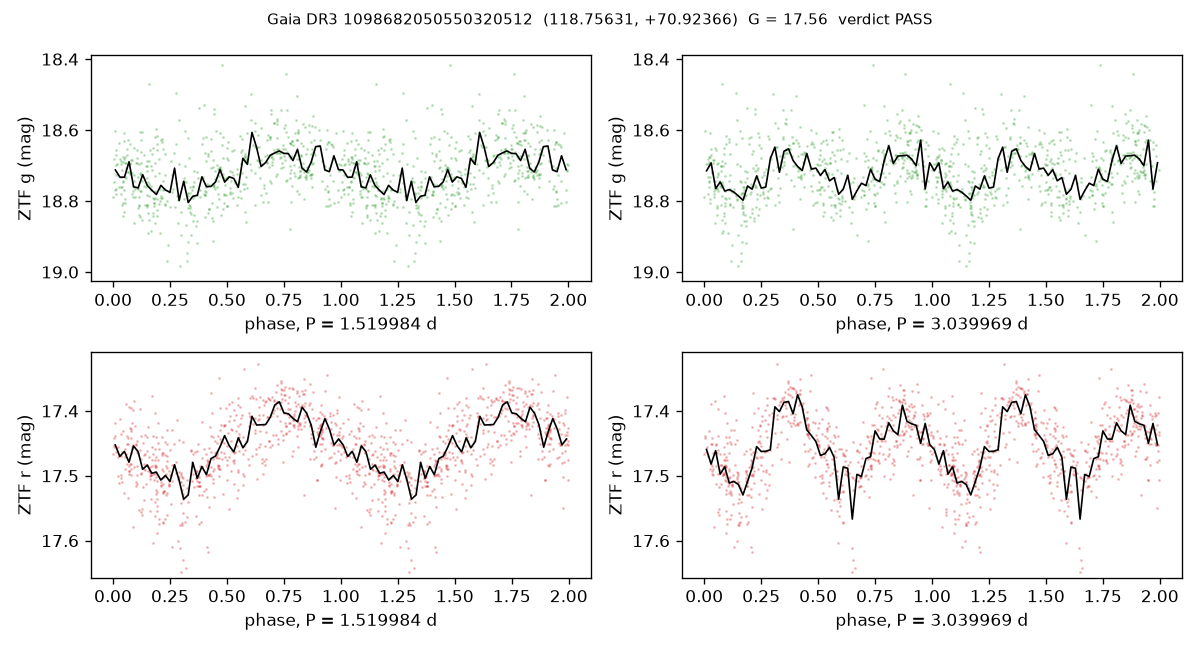 Gaia DR3 1098682050550320512  (118.75631, +70.92366)  G = 17.56  verdict PASS
ZTF g (mag)
18.4
18.6
18.8
19.0
0.00 0.25 0.50 0.75 1.00 1.25 1.50 1.75 2.00
phase, P = 1.519984 d
ZTF g (mag)
18.4
18.6
18.8
19.0
0.00 0.25 0.50 0.75 1.00 1.25 1.50 1.75 2.00
phase, P = 3.039969 d
ZTF r (mag)
17.4
17.5
17.6
0.00 0.25 0.50 0.75 1.00 1.25 1.50 1.75 2.00
phase, P = 1.519984 d
ZTF r (mag)
17.4
17.5
17.6
0.00 0.25 0.50 0.75 1.00 1.25 1.50 1.75 2.00
phase, P = 3.039969 d